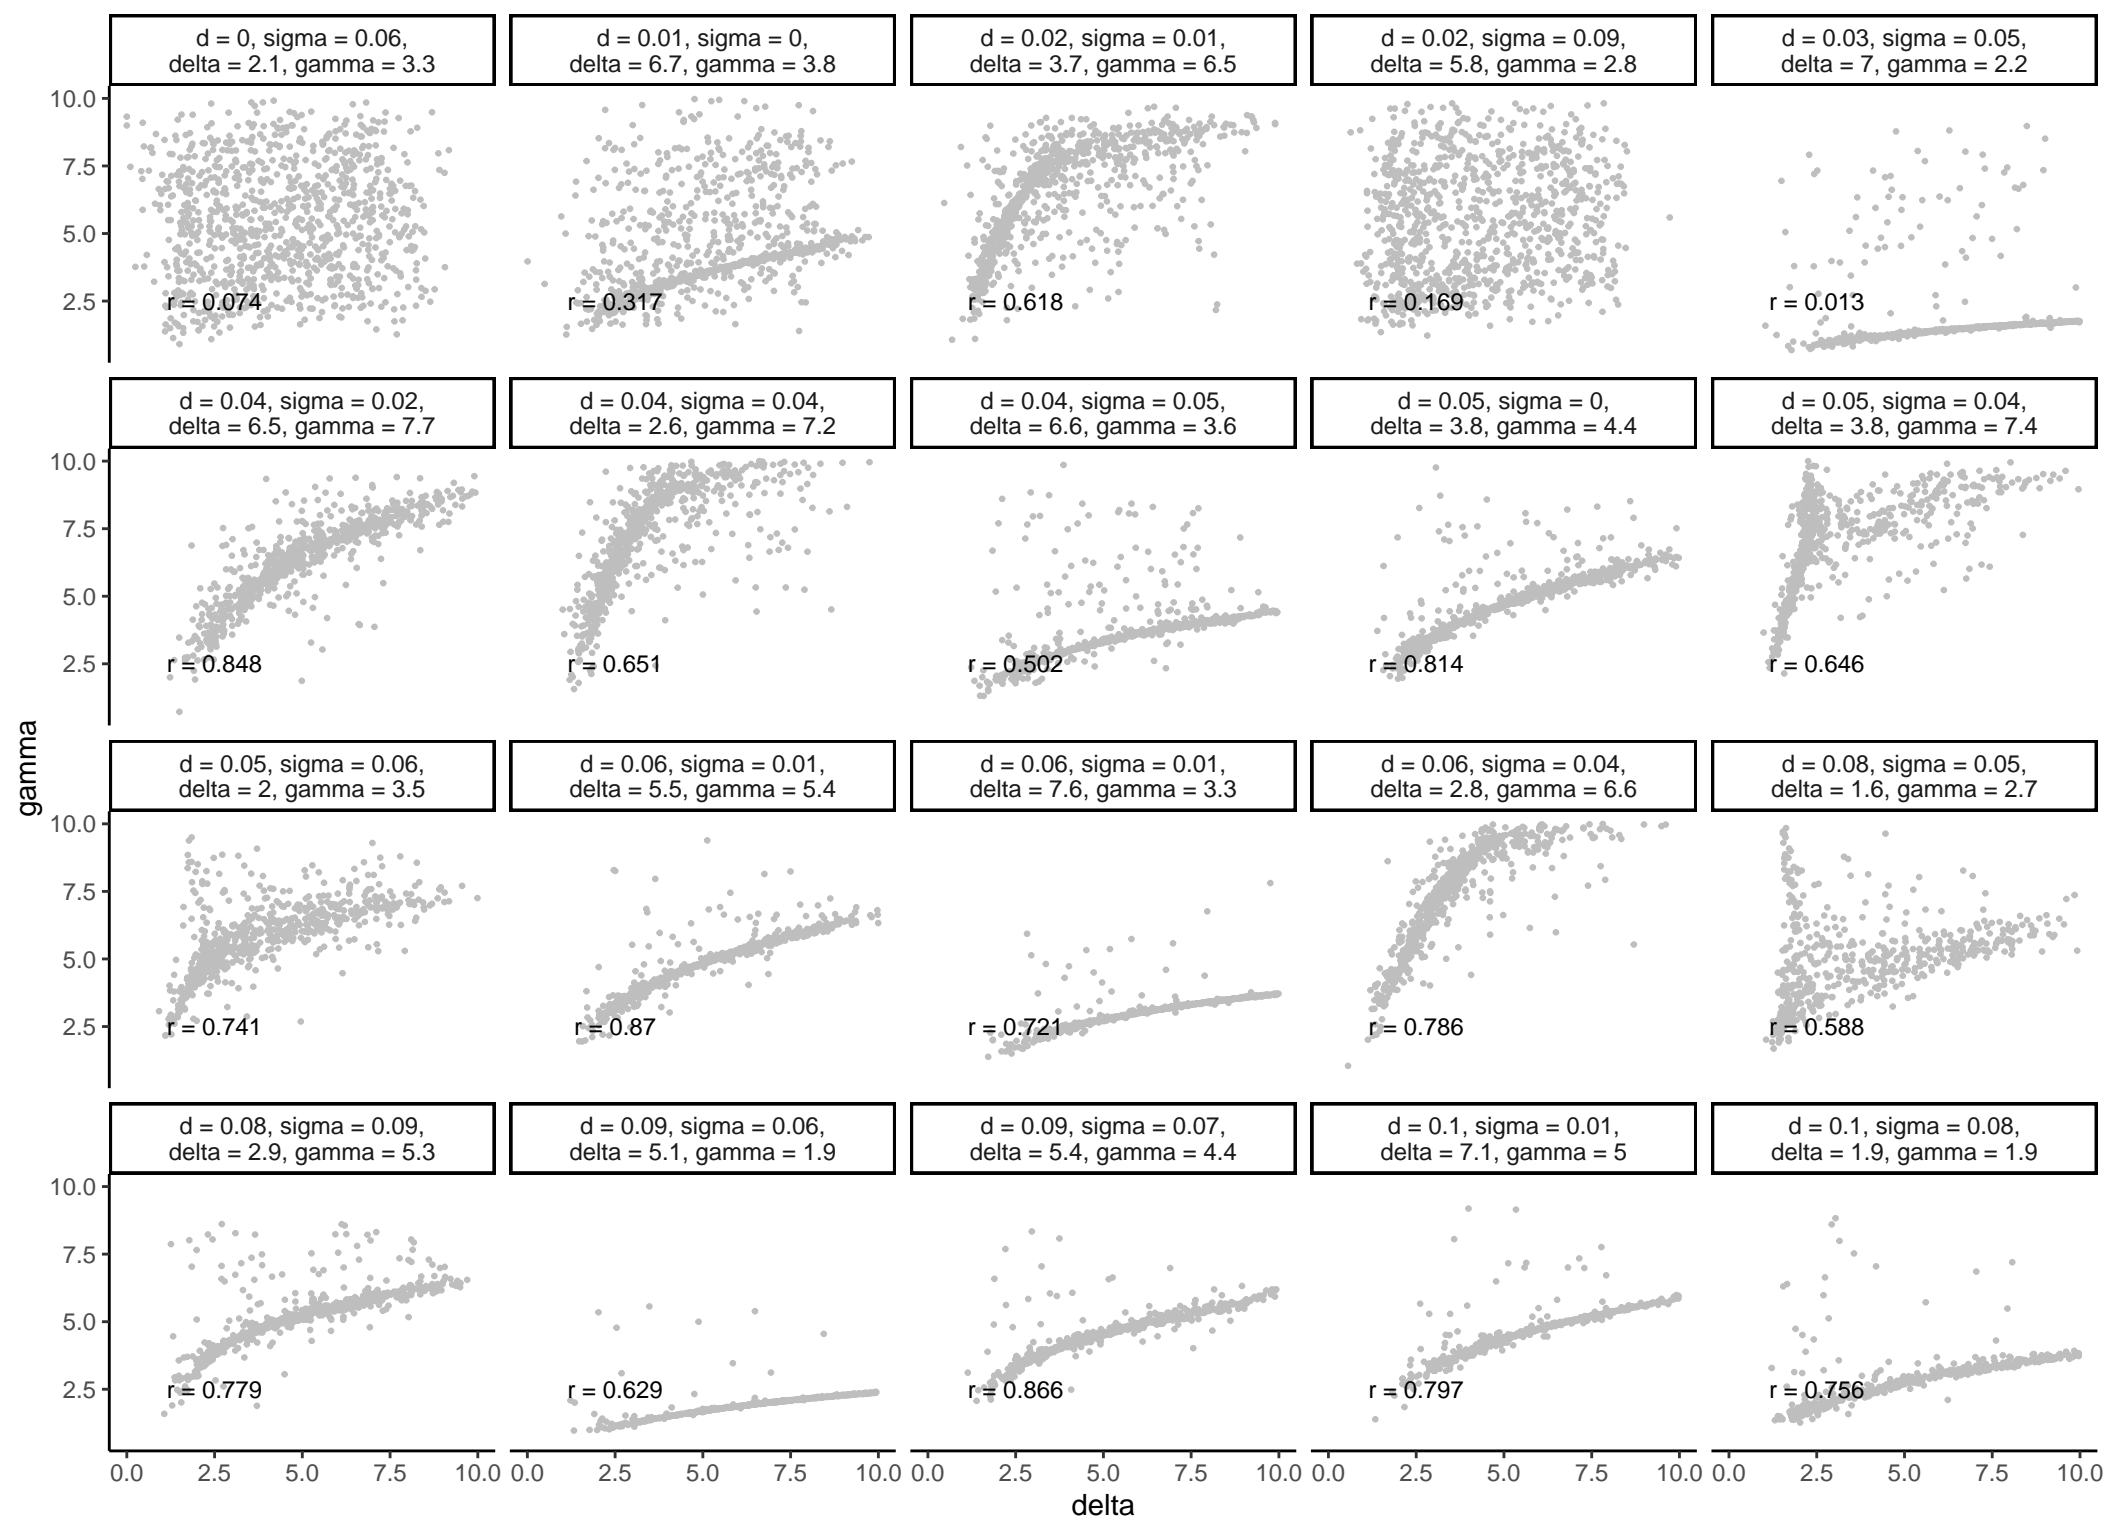 d = 0, sigma = 0.06,
delta = 2.1, gamma = 3.3
d = 0.01, sigma = 0,
delta = 6.7, gamma = 3.8
d = 0.02, sigma = 0.01,
delta = 3.7, gamma = 6.5
d = 0.02, sigma = 0.09,
delta = 5.8, gamma = 2.8
d = 0.03, sigma = 0.05,
delta = 7, gamma = 2.2
10.0
7.5
5.0
2.5
r = 0.074
r = 0.317
r = 0.618
r = 0.169
r = 0.013
d = 0.04, sigma = 0.02,
delta = 6.5, gamma = 7.7
d = 0.04, sigma = 0.04,
delta = 2.6, gamma = 7.2
d = 0.04, sigma = 0.05,
delta = 6.6, gamma = 3.6
d = 0.05, sigma = 0,
delta = 3.8, gamma = 4.4
d = 0.05, sigma = 0.04,
delta = 3.8, gamma = 7.4
10.0
7.5
5.0
2.5
r = 0.848
r = 0.651
r = 0.502
r = 0.814
r = 0.646
gamma
d = 0.05, sigma = 0.06,
delta = 2, gamma = 3.5
d = 0.06, sigma = 0.01,
delta = 5.5, gamma = 5.4
d = 0.06, sigma = 0.01,
delta = 7.6, gamma = 3.3
d = 0.06, sigma = 0.04,
delta = 2.8, gamma = 6.6
d = 0.08, sigma = 0.05,
delta = 1.6, gamma = 2.7
10.0
7.5
5.0
2.5
r = 0.741
r = 0.87
r = 0.721
r = 0.786
r = 0.588
d = 0.08, sigma = 0.09,
delta = 2.9, gamma = 5.3
d = 0.09, sigma = 0.06,
delta = 5.1, gamma = 1.9
d = 0.09, sigma = 0.07,
delta = 5.4, gamma = 4.4
d = 0.1, sigma = 0.01,
delta = 7.1, gamma = 5
d = 0.1, sigma = 0.08,
delta = 1.9, gamma = 1.9
10.0
7.5
5.0
2.5
r = 0.779
r = 0.629
r = 0.866
r = 0.797
r = 0.756
0.0 2.5 5.0 7.5 10.0
0.0 2.5 5.0 7.5 10.0
0.0 2.5 5.0 7.5 10.0
0.0 2.5 5.0 7.5 10.0
0.0 2.5 5.0 7.5 10.0
delta